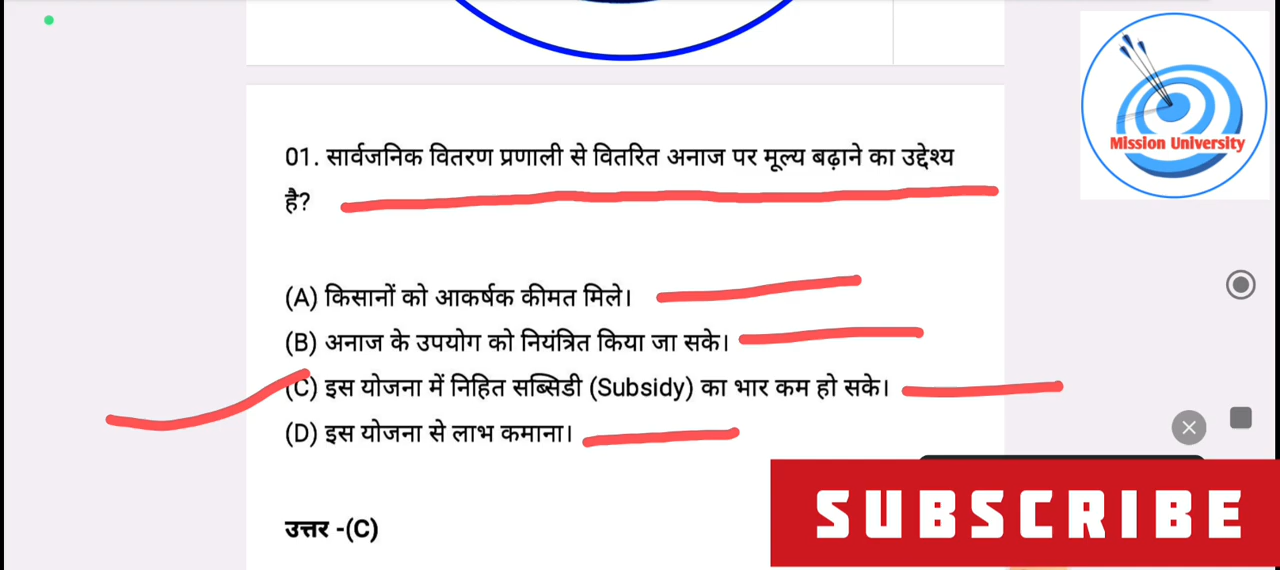 Mission University
01. सार्वजनिक वितरण प्रणाली से वितरित अनाज पर मूल्य बढ़ाने का उद्देश्य
है?
(A) किसानों को आकर्षक कीमत मिले।
(B) अनाज के उपयोग को नियंत्रित किया जा सके।
(C) इस योजना में निहित सब्सिडी (Subsidy) का भार कम हो सके।
(D) इस योजना से लाभ कमाना।
उत्तर -(C)
SUBSCRIBE